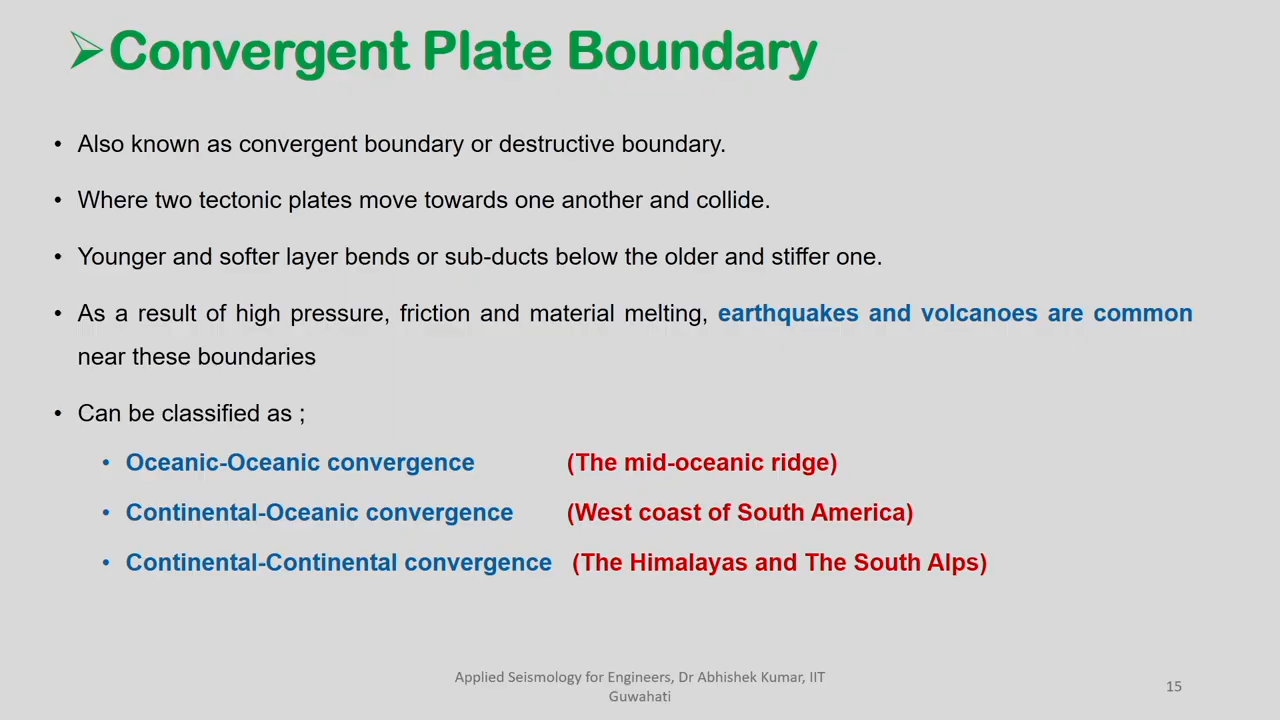 ➢Convergent Plate Boundary
• Also known as convergent boundary or destructive boundary.
• Where two tectonic plates move towards one another and collide.
• Younger and softer layer bends or sub-ducts below the older and stiffer one.
• As a result of high pressure, friction and material melting, earthquakes and volcanoes are common
near these boundaries
• Can be classified as ;
• Oceanic-Oceanic convergence (The mid-oceanic ridge)
• Continental-Oceanic convergence (West coast of South America)
• Continental-Continental convergence (The Himalayas and The South Alps)
Applied Seismology for Engineers, Dr Abhishek Kumar, IIT
Guwahati
15